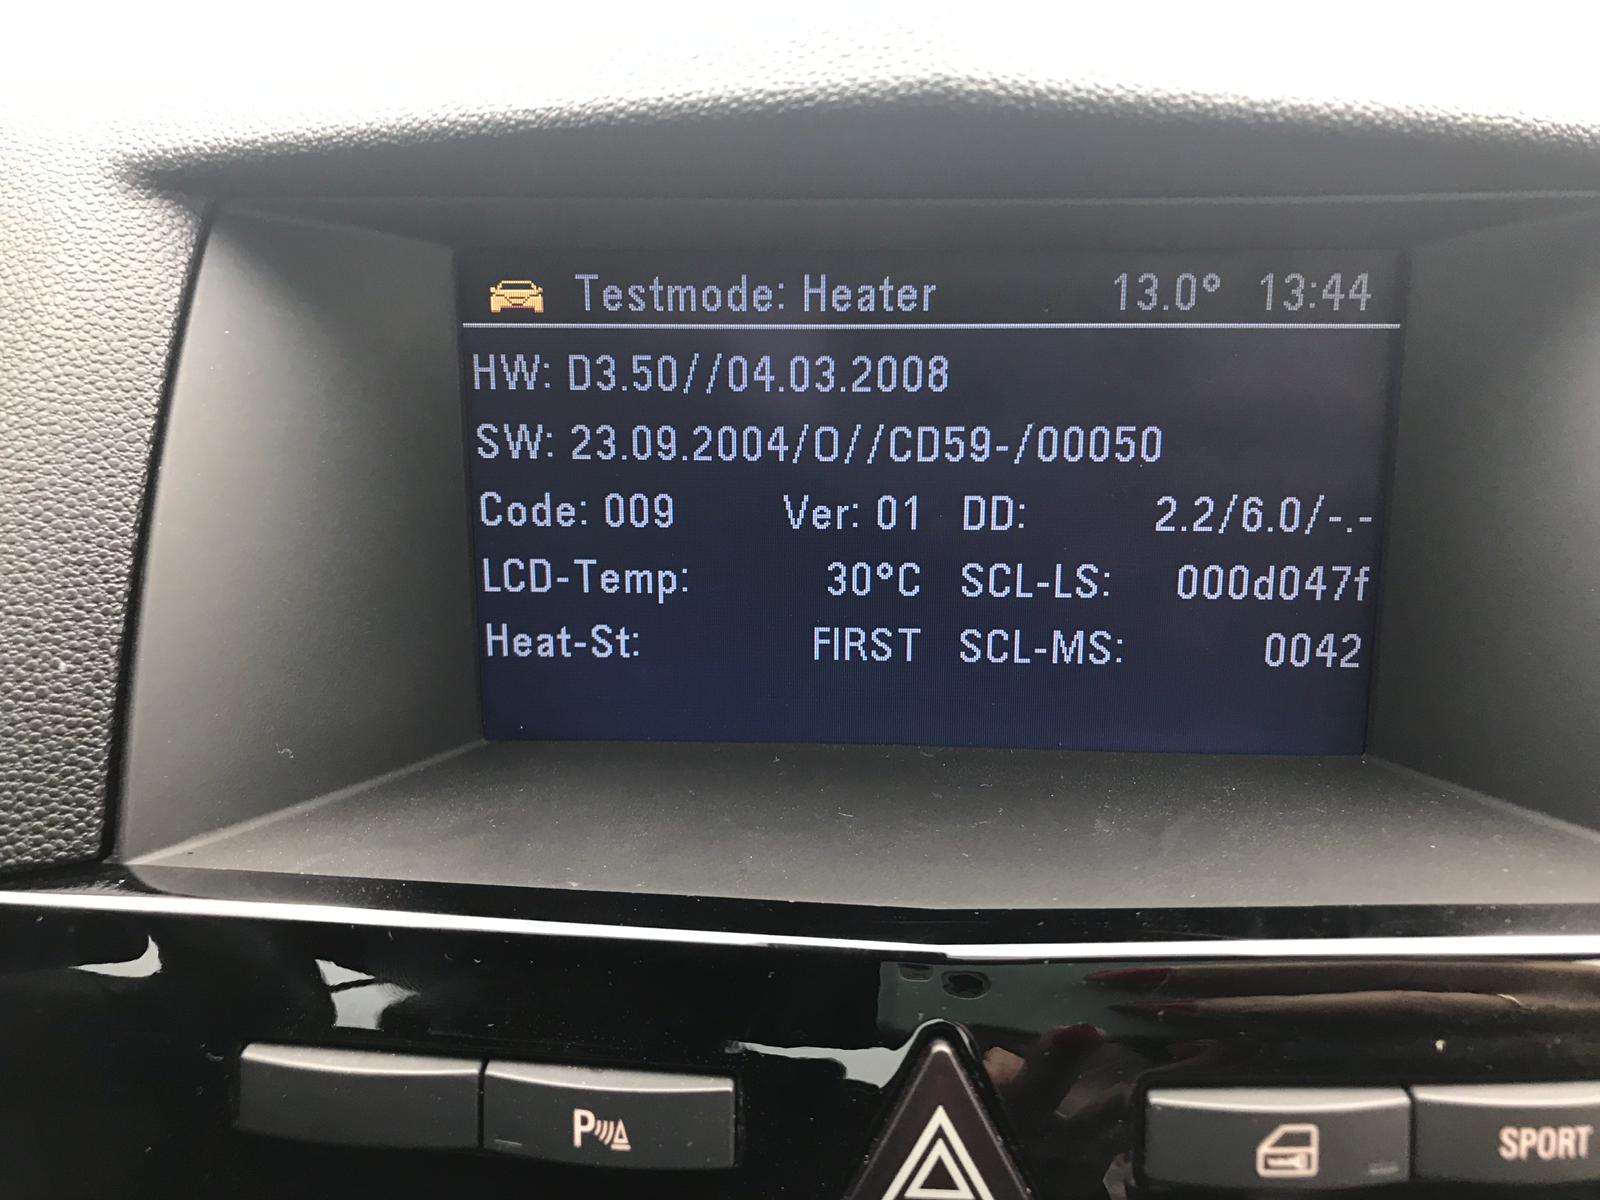 Testmode: Heater 13.0° 13:44
HW: D3.50//04.03.2008
SW: 23.09.2004/O//CD59-/00050
Code: 009 Ver: 01 DD: 2.2/6.0/-.-
LCD-Temp: 30°C SCL-LS: 000d047f
Heat-St: FIRST SCL-MS: 0042
P
SPORT